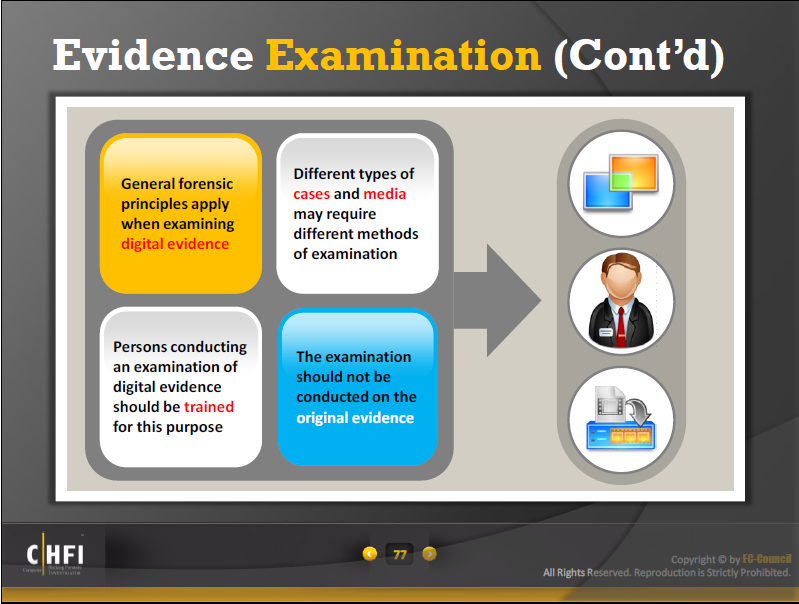 Evidence Examination (Cont’d)
General forensic
principles apply
when examining
digital evidence
Different types of
cases and media
may require
different methods
of examination
Persons conducting
an examination of
digital evidence
should be trained
for this purpose
The examination
should not be
conducted on the
original evidence
CHFI
77
Copyright © by EC-Council
All Rights Reserved. Reproduction is Strictly Prohibited.